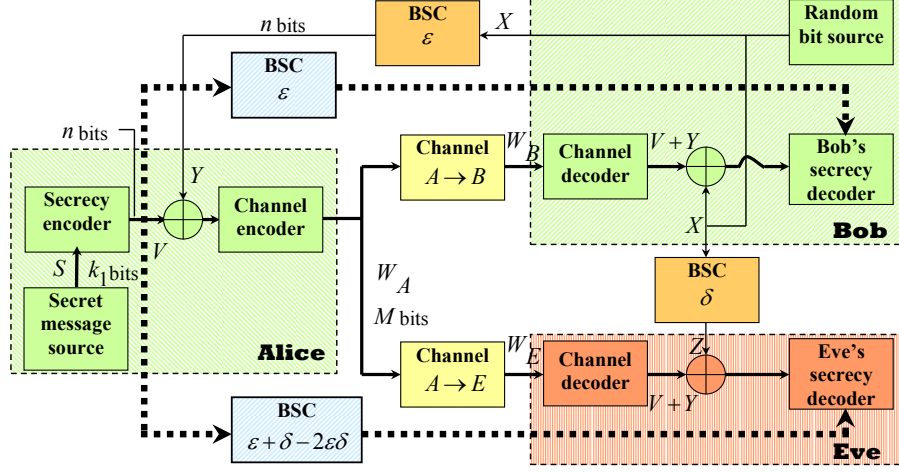 BSC
ε
X
n bits
Random
bit source
BSC
ε
n bits
Channel
A → B
W_B
Channel
decoder
V + Y
Bob's
secrecy
decoder
Y
Secrecy
encoder
Channel
encoder
V
X
Bob
S
k₁ bits
BSC
δ
W_A
M bits
Secret
message
source
Alice
Channel
A → E
W_E
Channel
decoder
Z
V + Y
Eve's
secrecy
decoder
BSC
ε + δ − 2εδ
Eve